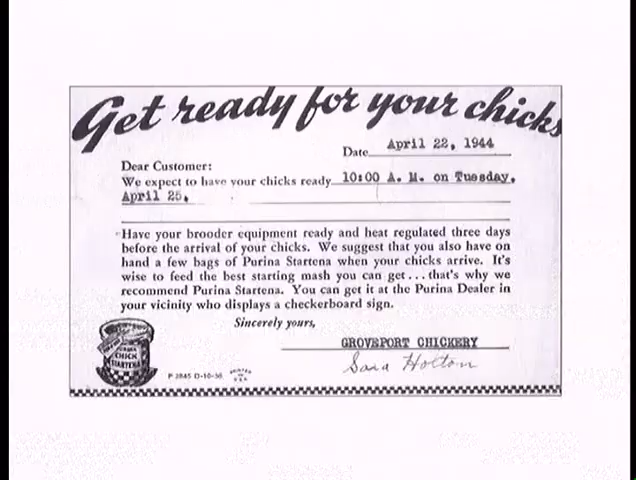 Get ready for your chicks
Date April 22, 1944
Dear Customer:
We expect to have your chicks ready 10:00 A. M. on Tuesday,
April 25,
Have your brooder equipment ready and heat regulated three days
before the arrival of your chicks. We suggest that you also have on
hand a few bags of Purina Startena when your chicks arrive. It's
wise to feed the best starting mash you can get...that's why we
recommend Purina Startena. You can get it at the Purina Dealer in
your vicinity who displays a checkerboard sign.
Sincerely yours,
GROVEPORT CHICKERY
Sara Holton
CHICK
STARTENA
PRINTED
IN
U.S.A.